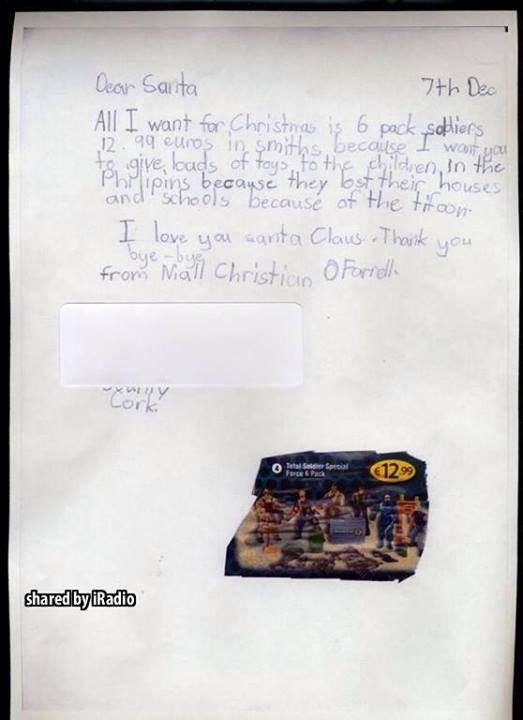 Dear Santa 7th Dec
All I want for Christmas is 6 pack soldiers
12.99 euros in smiths because I want you
to give loads of toys to the children in the
Philipins because they lost their houses
and schools because of the tifoon.
I love you santa Claus. Thank you
bye-bye
from Niall Christian O Farrell.
County
Cork.
4 Total Soldier Special
Force 6 Pack
€12.99
shared by iRadio